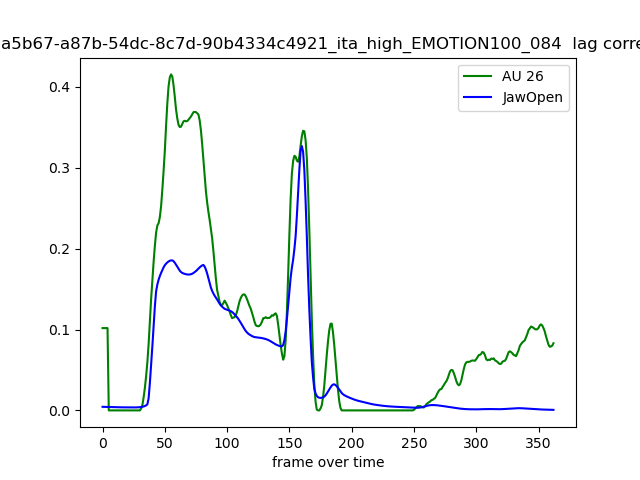 a5b67-a87b-54dc-8c7d-90b4334c4921_ita_high_EMOTION100_084 lag corre
AU 26
JawOpen
0.4
0.3
0.2
0.1
0.0
0 50 100 150 200 250 300 350
frame over time